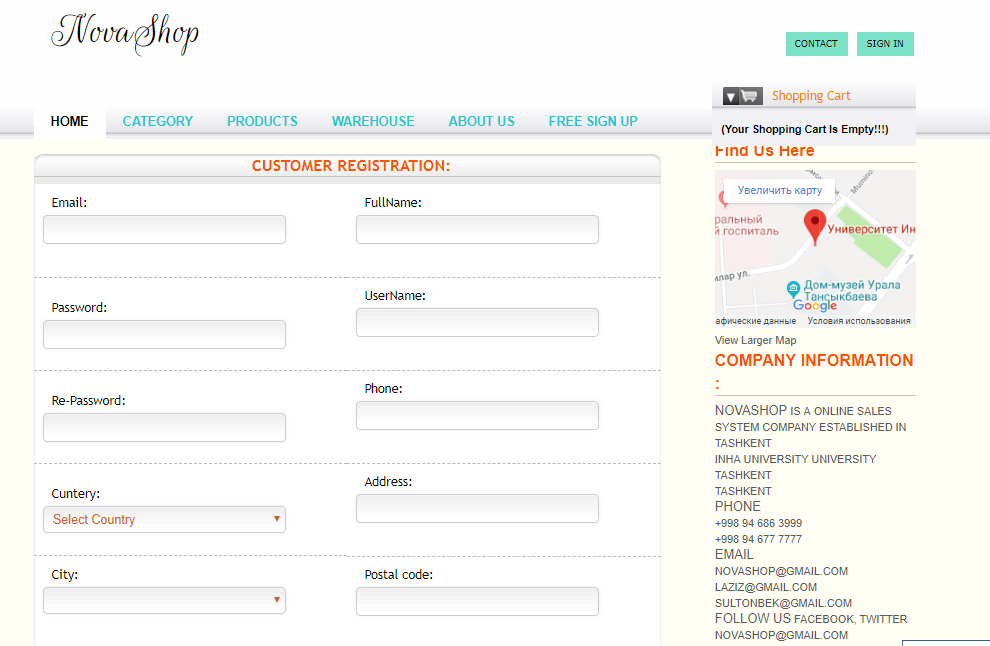 NovaShop
CONTACT
SIGN IN
Shopping Cart
(Your Shopping Cart Is Empty!!!)
HOME
CATEGORY
PRODUCTS
WAREHOUSE
ABOUT US
FREE SIGN UP
CUSTOMER REGISTRATION:
Email:
FullName:
Password:
UserName:
Re-Password:
Phone:
Cuntery:
Select Country
Address:
City:
Postal code:
Find Us Here
Увеличить карту
Munino
ральный
й госпиталь
Университет Ин
лар ул.
Дом-музей Урала
Тансыкбаева
Google
афические данные
Условия использования
View Larger Map
COMPANY INFORMATION
:
NOVASHOP IS A ONLINE SALES
SYSTEM COMPANY ESTABLISHED IN
TASHKENT
INHA UNIVERSITY UNIVERSITY
TASHKENT
TASHKENT
PHONE
+998 94 686 3999
+998 94 677 7777
EMAIL
NOVASHOP@GMAIL.COM
LAZIZ@GMAIL.COM
SULTONBEK@GMAIL.COM
FOLLOW US FACEBOOK, TWITTER
NOVASHOP@GMAIL.COM